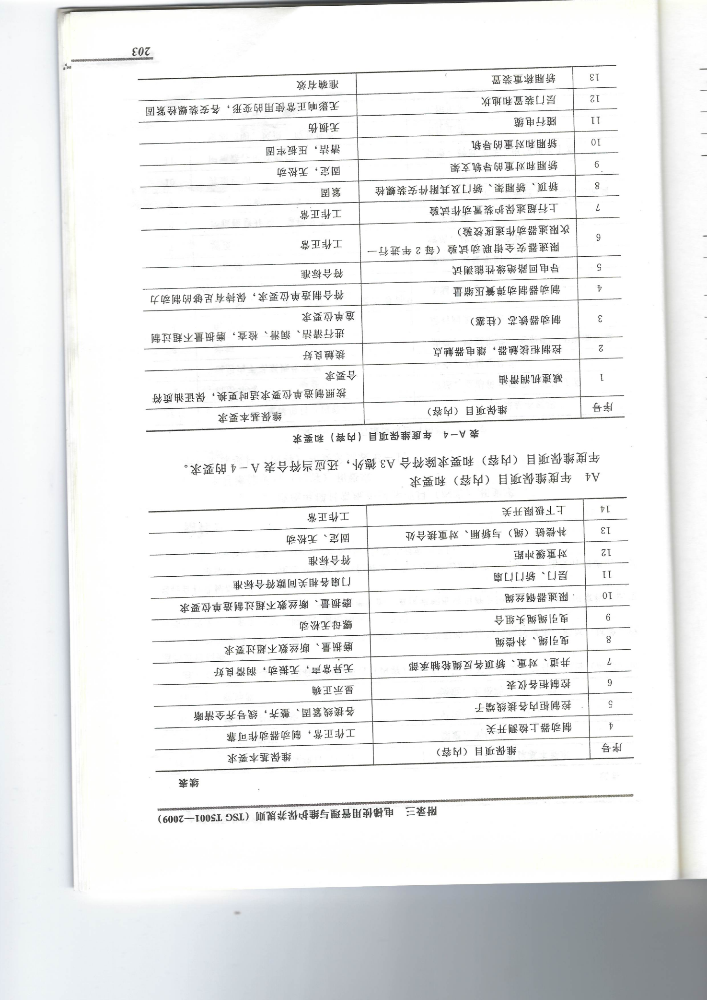 附录三 电梯使用管理与维护保养规则（TSG T5001—2009）
续表
序号 维保项目（内容） 维保基本要求
4 制动器上检测开关 工作正常，制动器动作可靠
5 控制柜内各接线端子 各接线紧固、整齐，线号齐全清晰
6 控制柜各仪表 显示正确
7 井道、对重、轿顶各反绳轮轴承部 无异常声，无振动，润滑良好
8 曳引绳、补偿绳 磨损量、断丝数不超过要求
9 曳引绳绳头组合 螺母无松动
10 限速器钢丝绳 磨损量、断丝数不超过制造单位要求
11 层门、轿门门扇 门扇各相关间隙符合标准
12 对重缓冲距 符合标准
13 补偿链（绳）与轿厢、对重接合处 固定、无松动
14 上下极限开关 工作正常
A4 年度维保项目（内容）和要求
年度维保项目（内容）和要求除符合 A3 德外，还应当符合表 A－4 的要求。
表 A-4 年度维保项目（内容）和要求
序号 维保项目（内容） 维保基本要求
1 减速机润滑油 按照制造单位要求适时更换，保证油质符
合要求
2 控制柜接触器，继电器触点 接触良好
3 制动器铁芯（柱塞） 进行清洁、润滑、检查，磨损量不超过制
造单位要求
4 制动器制动弹簧压缩量 符合制造单位要求，保持有足够的制动力
5 导电回路绝缘性能测试 符合标准
6 限速器安全钳联动试验（每 2 年进行一
次限速器动作速度校验） 工作正常
7 上行超速保护装置动作试验 工作正常
8 轿顶、轿厢架、轿门及其附件安装螺栓 紧固
9 轿厢和对重的导轨支架 固定，无松动
10 轿厢和对重的导轨 清洁，压板牢固
11 随行电缆 无损伤
12 层门装置和地坎 无影响正常使用的变形，各安装螺栓紧固
13 轿厢称重装置 准确有效
203